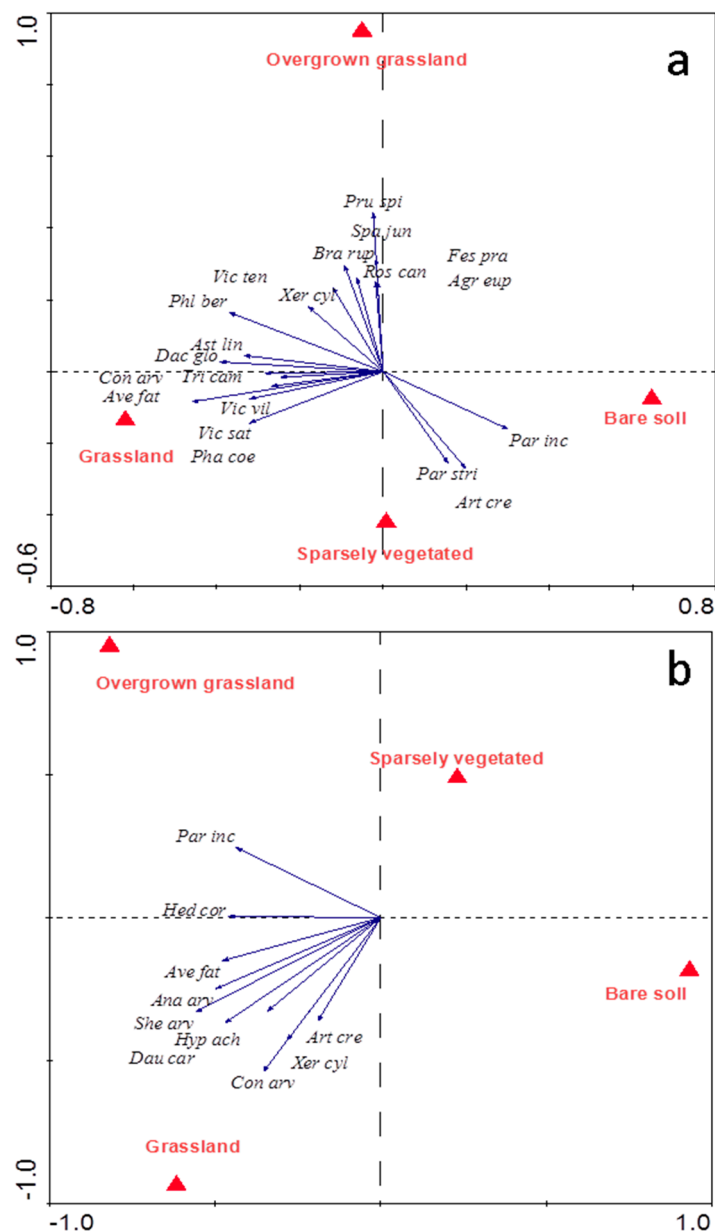 1.0
a
Overgrown grassland
Pru spi
Spa jun
Bra rup
Fes pra
Ros can
Agr eup
Vic ten
Xer cyl
Phl ber
Ast lin
Dac glo
Con arv
Tri cam
Ave fat
Vic vil
Bare soll
Grassland
Vic sat
Par inc
Pha coe
Par stri
Art cre
Sparsely vegetated
-0.6
-0.8
0.8
1.0
b
Overgrown grassland
Sparsely vegetated
Par inc
Hed cor
Ave fat
Ana arv
Bare soll
She arv
Hyp ach
Art cre
Dau car
Xer cyl
Con arv
Grassland
-1.0
-1.0
1.0